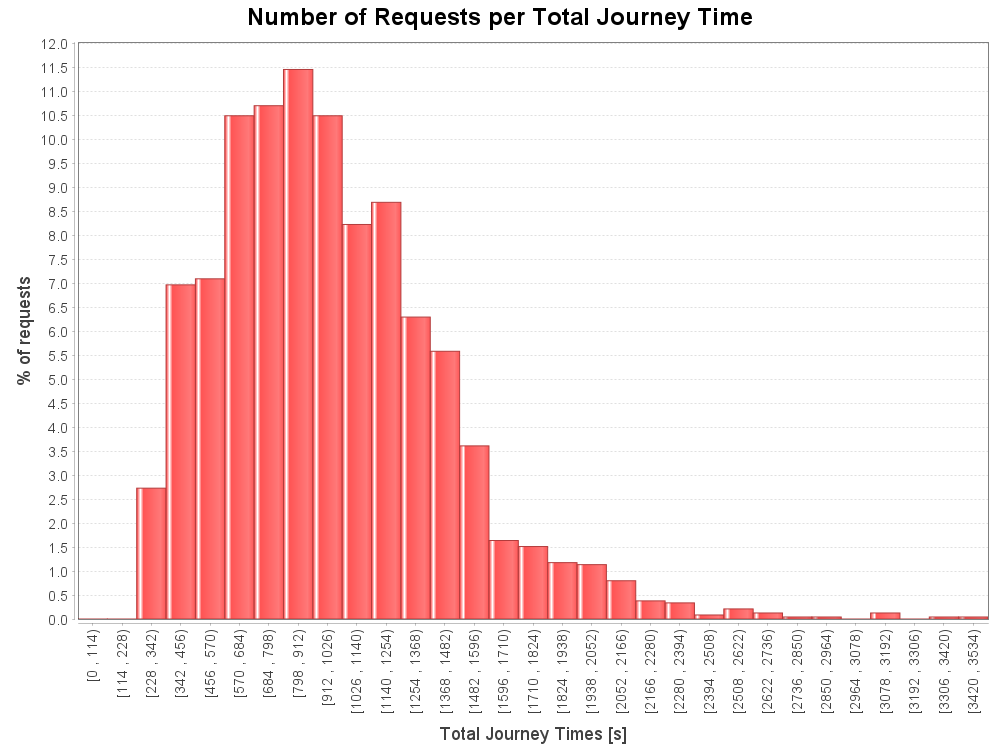 Number of Requests per Total Journey Time
12.0
11.5
11.0
10.5
10.0
9.5
9.0
8.5
8.0
7.5
7.0
6.5
6.0
5.5
5.0
4.5
4.0
3.5
3.0
2.5
2.0
1.5
1.0
0.5
0.0
% of requests
[0 , 114)
[114 , 228)
[228 , 342)
[342 , 456)
[456 , 570)
[570 , 684)
[684 , 798)
[798 , 912)
[912 , 1026)
[1026 , 1140)
[1140 , 1254)
[1254 , 1368)
[1368 , 1482)
[1482 , 1596)
[1596 , 1710)
[1710 , 1824)
[1824 , 1938)
[1938 , 2052)
[2052 , 2166)
[2166 , 2280)
[2280 , 2394)
[2394 , 2508)
[2508 , 2622)
[2622 , 2736)
[2736 , 2850)
[2850 , 2964)
[2964 , 3078)
[3078 , 3192)
[3192 , 3306)
[3306 , 3420)
[3420 , 3534)
Total Journey Times [s]